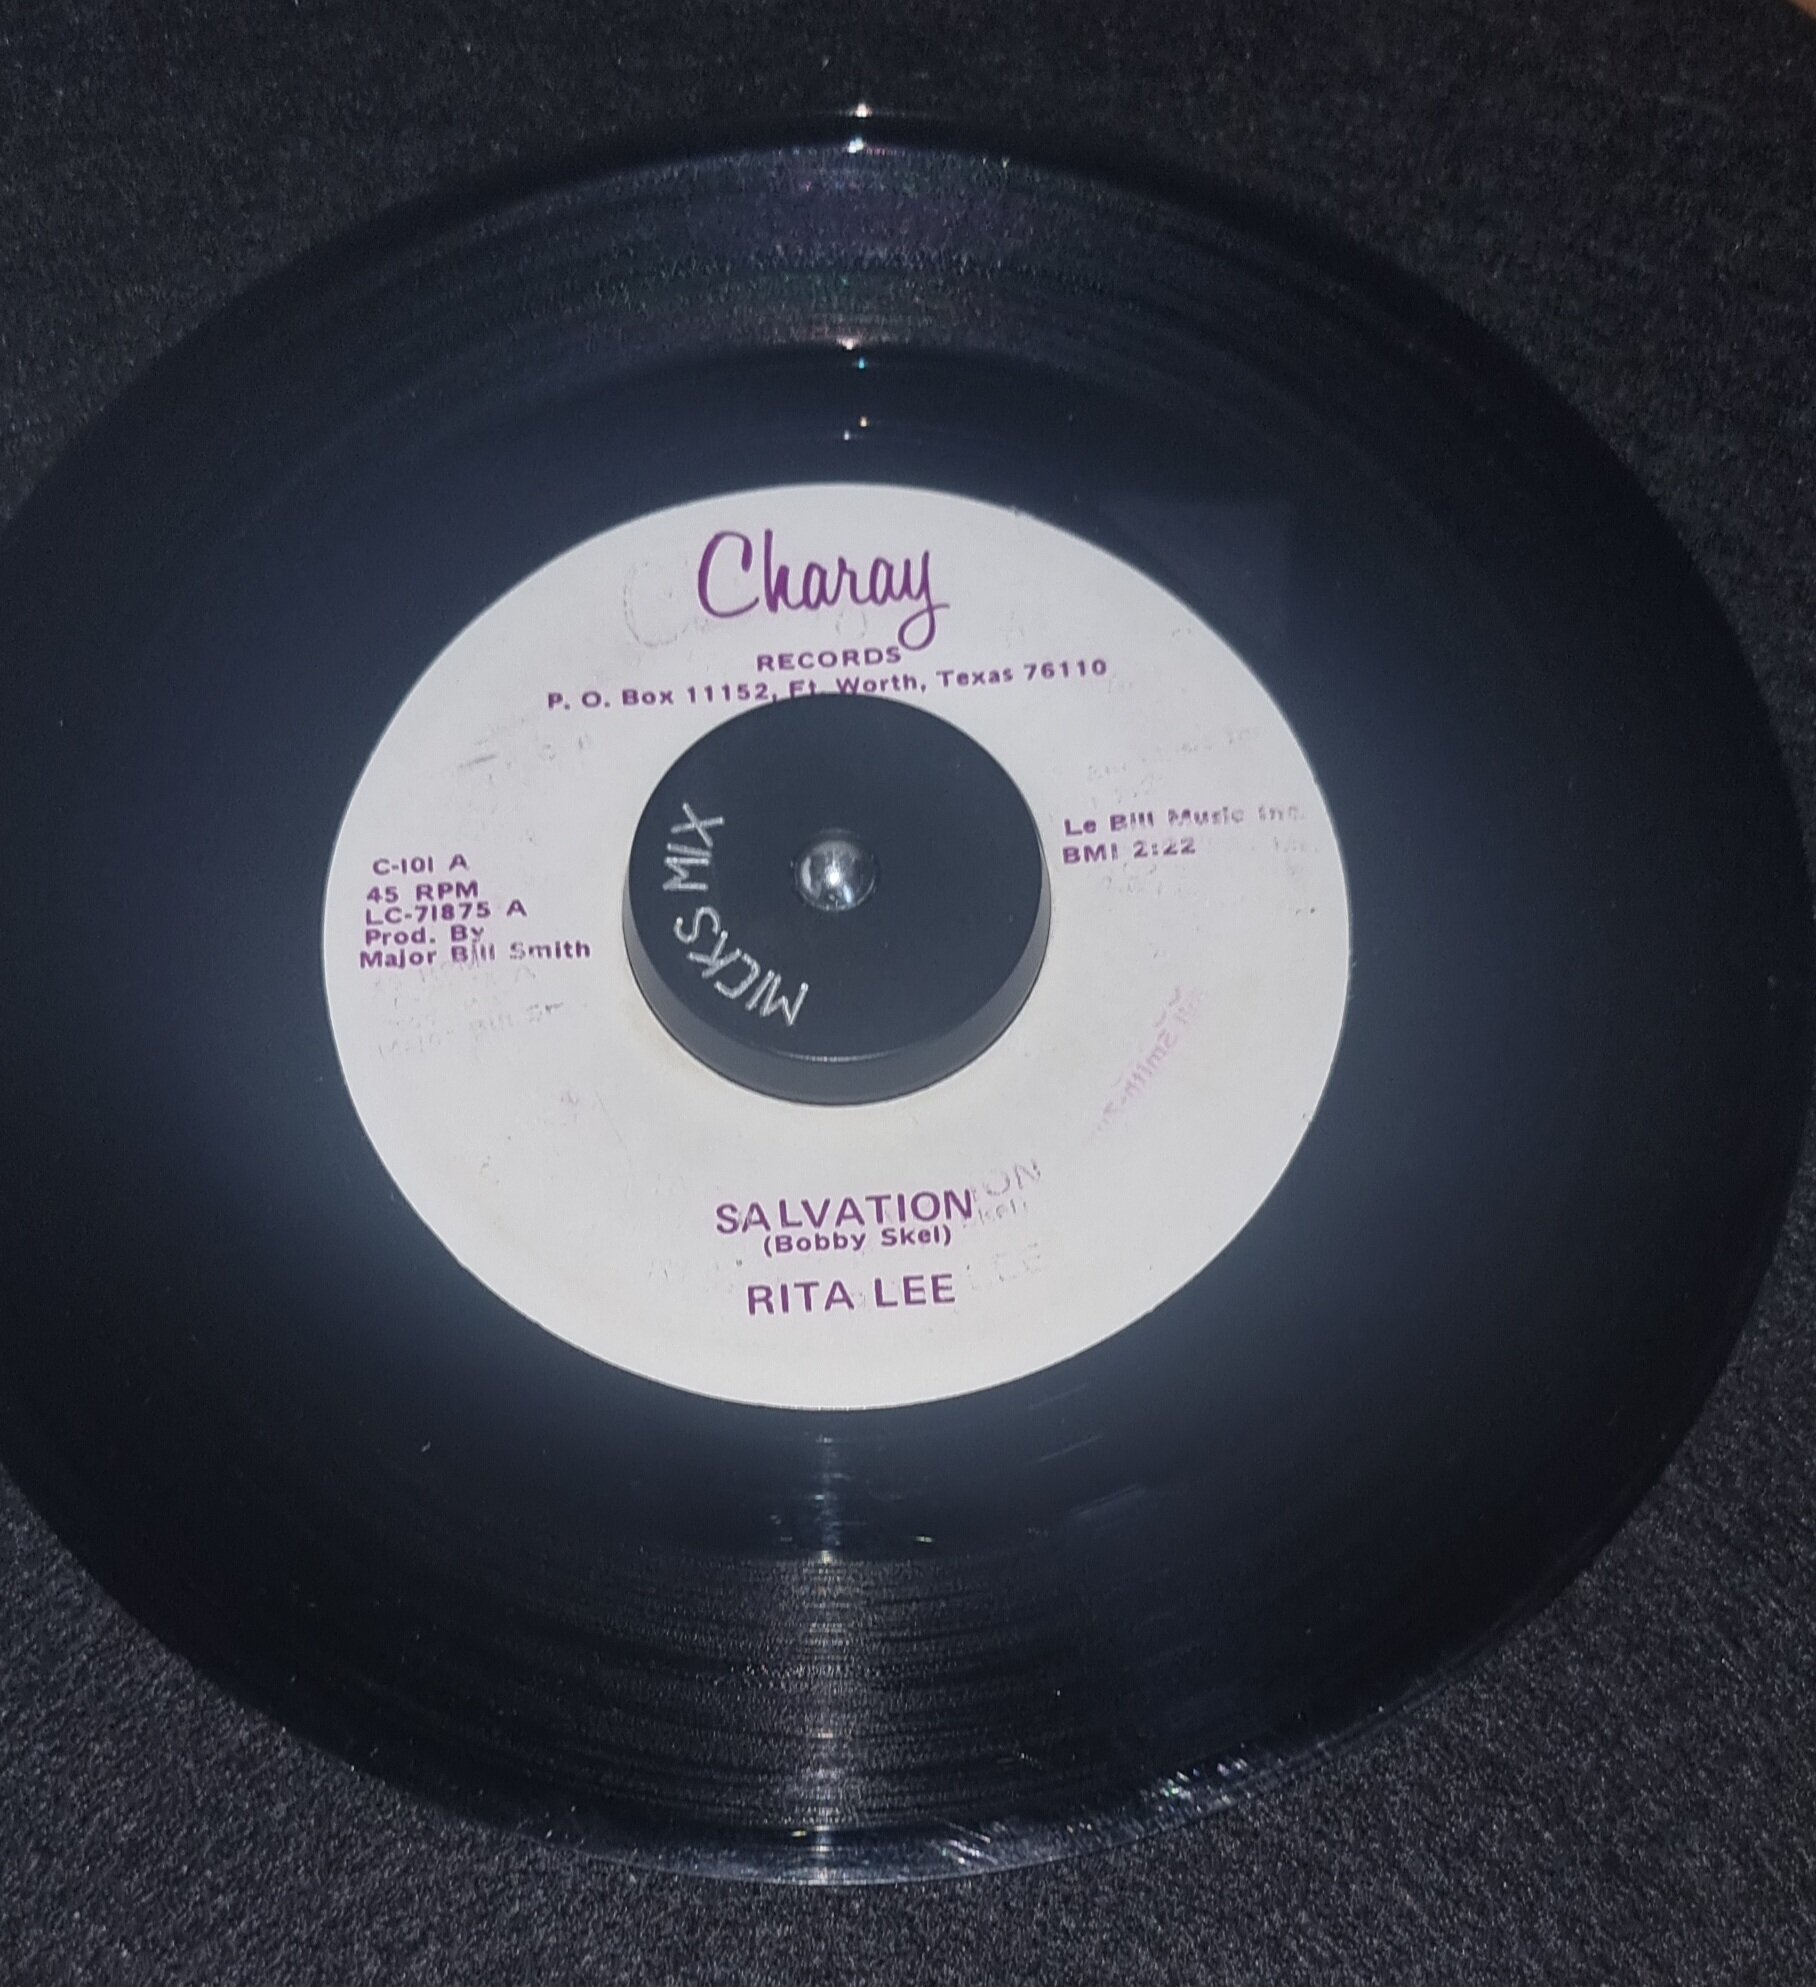 Charay
RECORDS
P. O. Box 11152, Ft. Worth, Texas 76110
C-101 A
45 RPM
LC-71875 A
Prod. By
Major Bill Smith
Le Bill Music Inc.
BMI 2:22
MICKS MIX
SALVATION
(Bobby Skel)
RITA LEE